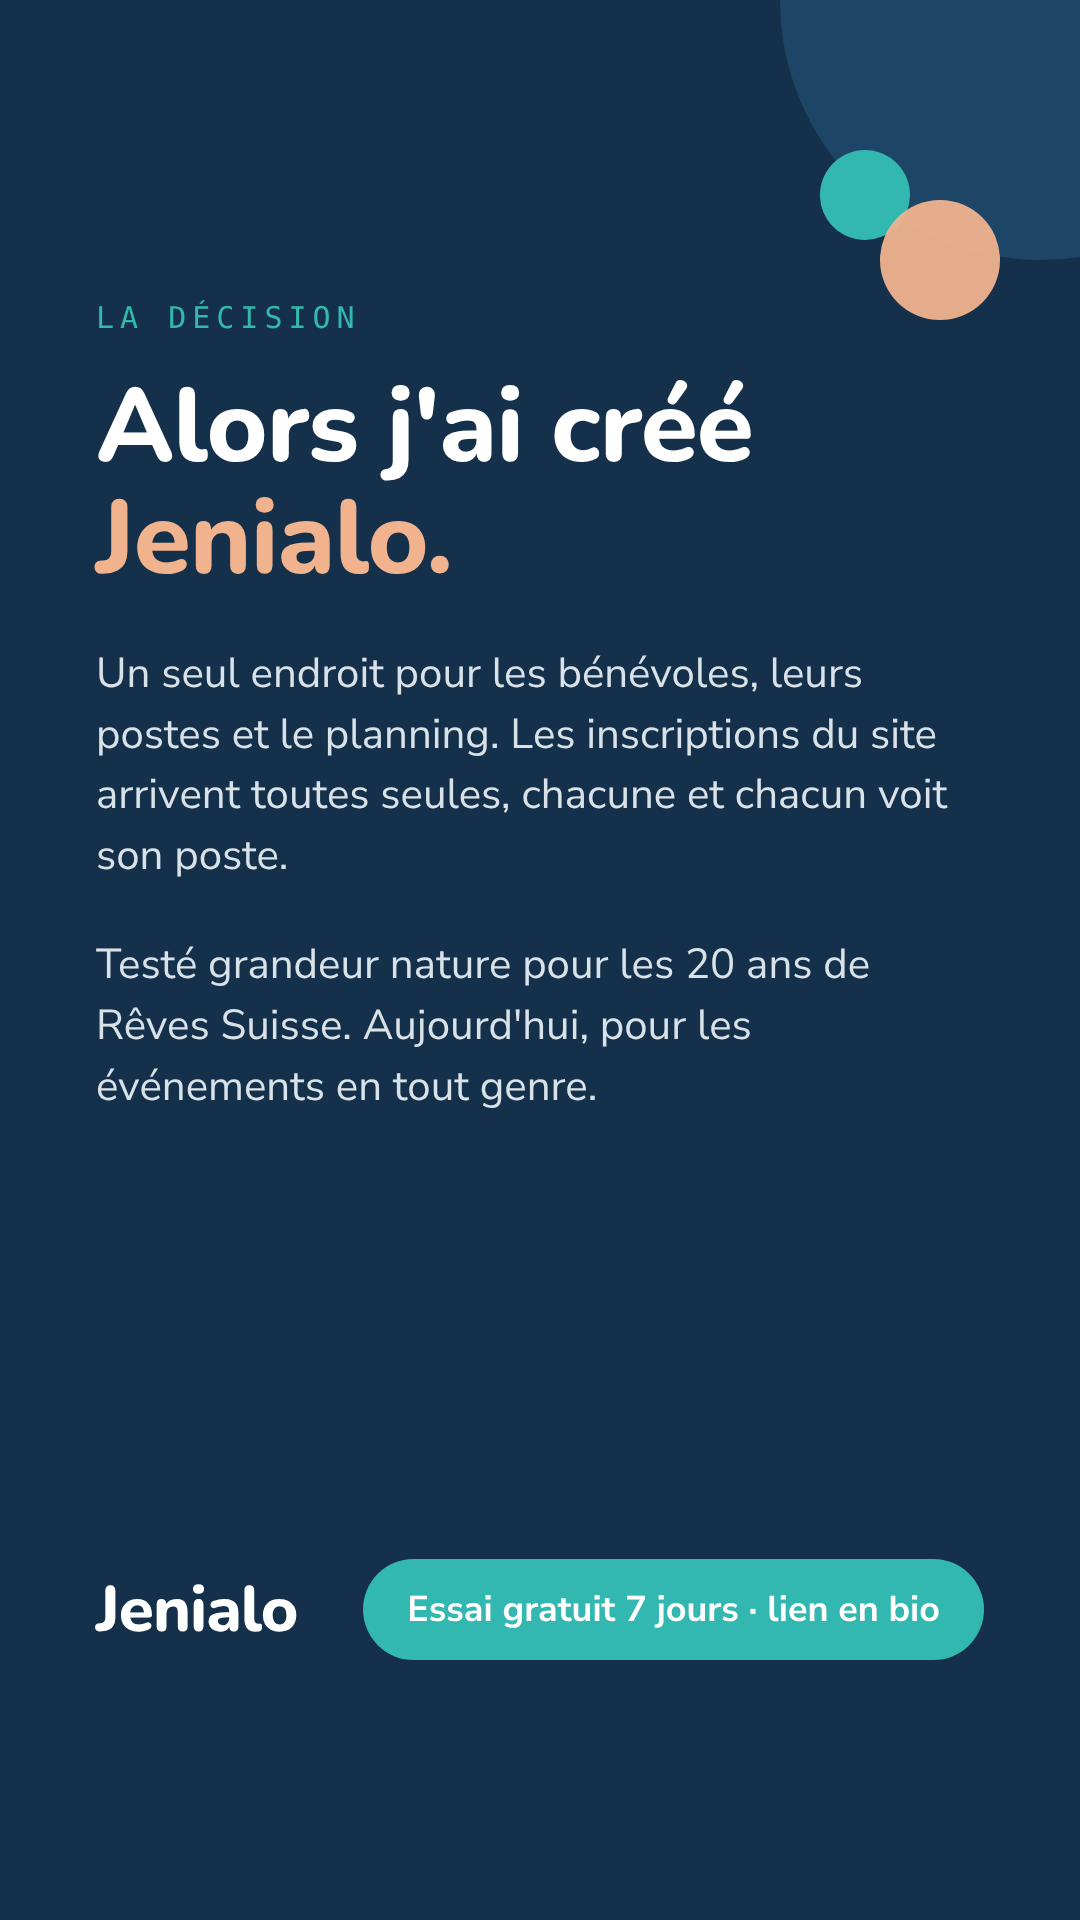 LA DÉCISION
Alors j'ai créé
Jenialo.
Un seul endroit pour les bénévoles, leurs
postes et le planning. Les inscriptions du site
arrivent toutes seules, chacune et chacun voit
son poste.
Testé grandeur nature pour les 20 ans de
Rêves Suisse. Aujourd'hui, pour les
événements en tout genre.
Jenialo
Essai gratuit 7 jours · lien en bio